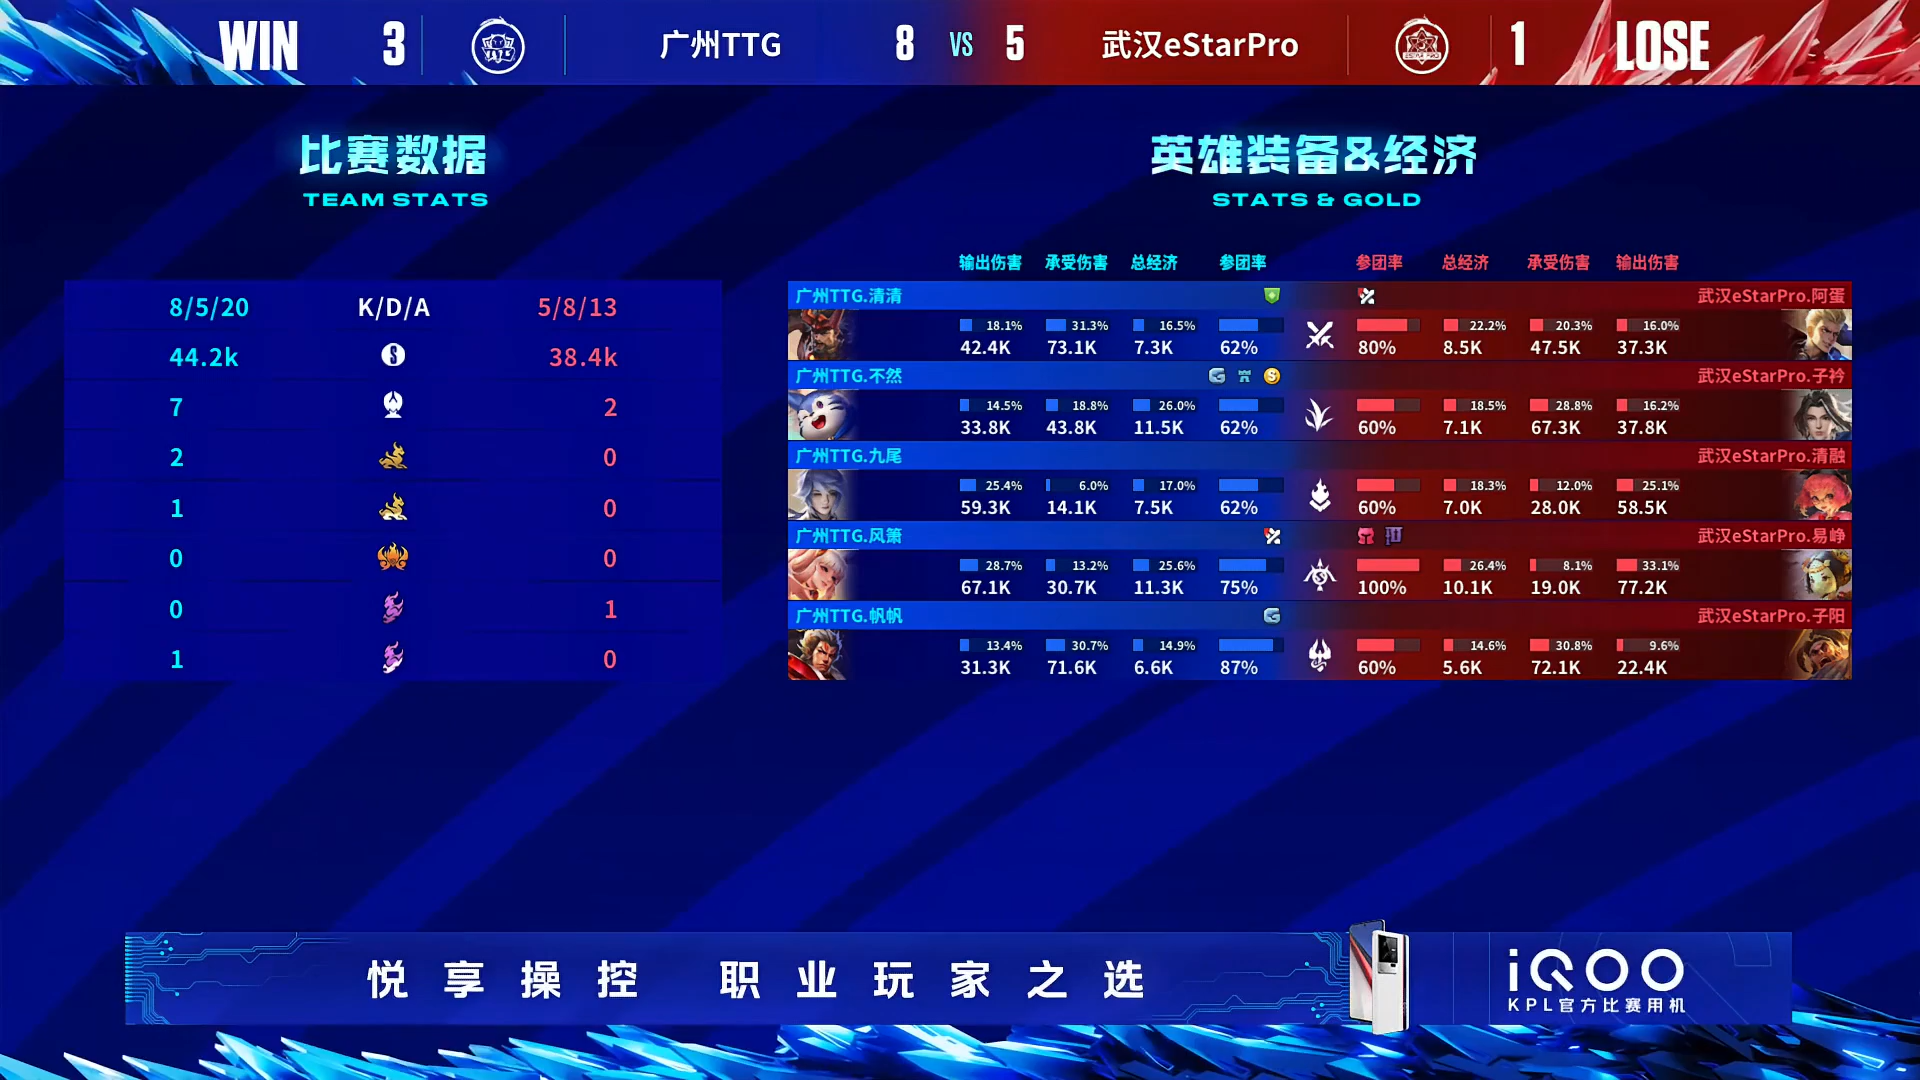 WIN 3 广州TTG 8 VS 5 武汉eStarPro 1 LOSE
比赛数据
TEAM STATS
8/5/20 K/D/A 5/8/13
44.2k 38.4k
7 2
2 0
1 0
0 0
0 1
1 0
英雄装备&经济
STATS & GOLD
输出伤害 承受伤害 总经济 参团率 参团率 总经济 承受伤害 输出伤害
广州TTG.清清 武汉eStarPro.阿蛋
18.1% 31.3% 16.5% 22.2% 20.3% 16.0%
42.4K 73.1K 7.3K 62% 80% 8.5K 47.5K 37.3K
广州TTG.不然 武汉eStarPro.子衿
14.5% 18.8% 26.0% 18.5% 28.8% 16.2%
33.8K 43.8K 11.5K 62% 60% 7.1K 67.3K 37.8K
广州TTG.九尾 武汉eStarPro.清融
25.4% 6.0% 17.0% 18.3% 12.0% 25.1%
59.3K 14.1K 7.5K 62% 60% 7.0K 28.0K 58.5K
广州TTG.风箫 武汉eStarPro.易峥
28.7% 13.2% 25.6% 26.4% 8.1% 33.1%
67.1K 30.7K 11.3K 75% 100% 10.1K 19.0K 77.2K
广州TTG.帆帆 武汉eStarPro.子阳
13.4% 30.7% 14.9% 14.6% 30.8% 9.6%
31.3K 71.6K 6.6K 87% 60% 5.6K 72.1K 22.4K
悦享操控 职业玩家之选
iQOO
KPL官方比赛用机